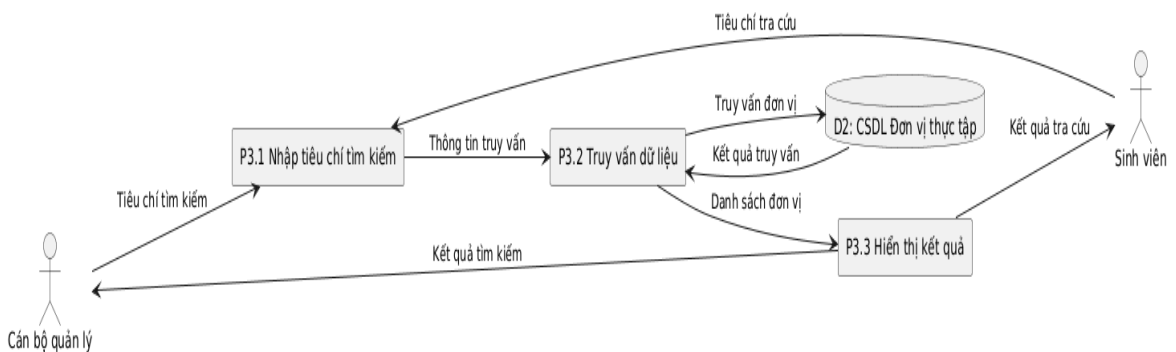 Tiêu chí tra cứu
Truy vấn đơn vị
D2: CSDL Đơn vị thực tập
Kết quả tra cứu
Sinh viên
P3.1 Nhập tiêu chí tìm kiếm
Thông tin truy vấn
P3.2 Truy vấn dữ liệu
Kết quả truy vấn
Tiêu chí tìm kiếm
Danh sách đơn vị
P3.3 Hiển thị kết quả
Kết quả tìm kiếm
Cán bộ quản lý